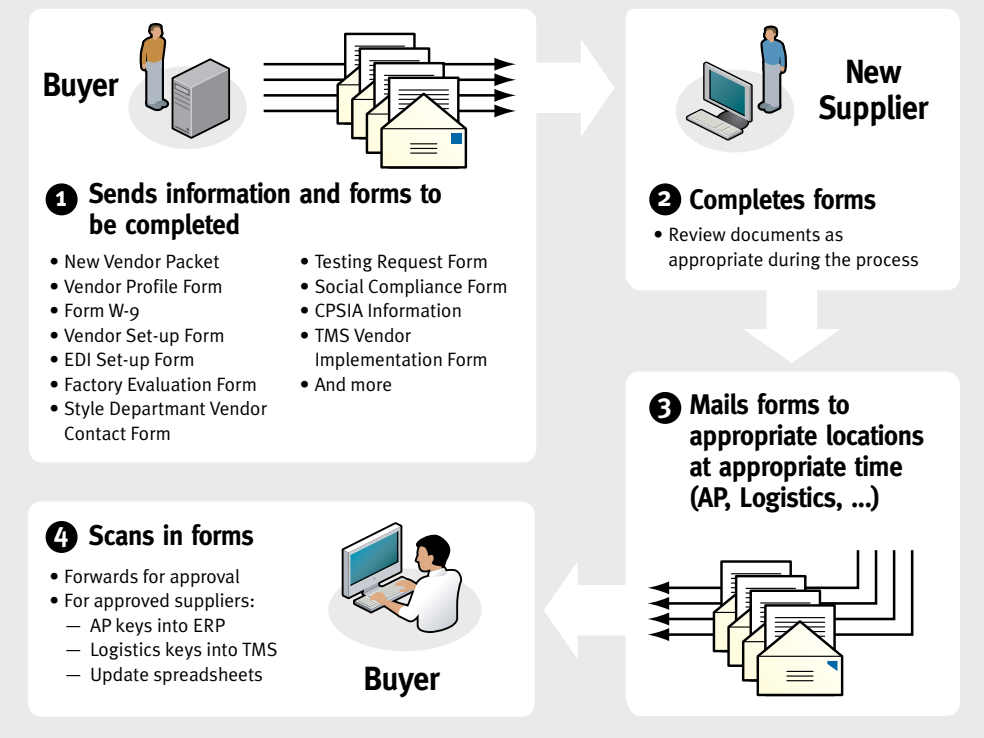 Buyer
1 Sends information and forms to
be completed
• New Vendor Packet
• Vendor Profile Form
• Form W-9
• Vendor Set-up Form
• EDI Set-up Form
• Factory Evaluation Form
• Style Departmant Vendor
Contact Form
• Testing Request Form
• Social Compliance Form
• CPSIA Information
• TMS Vendor
Implementation Form
• And more
New
Supplier
2 Completes forms
• Review documents as
appropriate during the process
3 Mails forms to
appropriate locations
at appropriate time
(AP, Logistics, ...)
4 Scans in forms
• Forwards for approval
• For approved suppliers:
— AP keys into ERP
— Logistics keys into TMS
— Update spreadsheets
Buyer